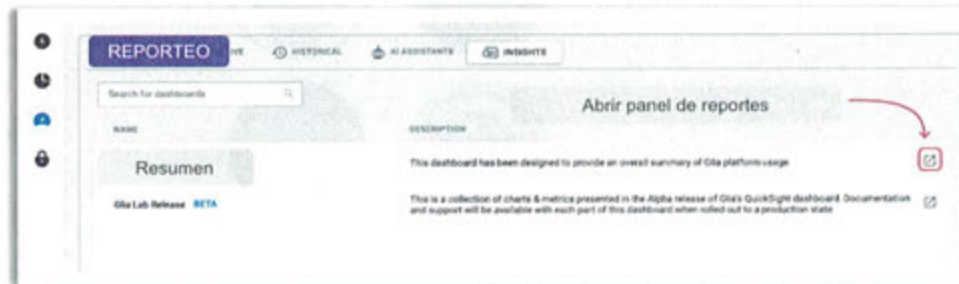 REPORTEO
HISTORICAL
AI ASSISTANTS
INSIGHTS
Search for dashboards
Abrir panel de reportes
NAME
DESCRIPTION
Resumen
This dashboard has been designed to provide an overall summary of Glia platform usage
Glia Lab Release BETA
This is a collection of charts & metrics presented in the Alpha release of Glia's QuickSight dashboard. Documentation
and support will be available with each part of this dashboard when rolled out to a production state